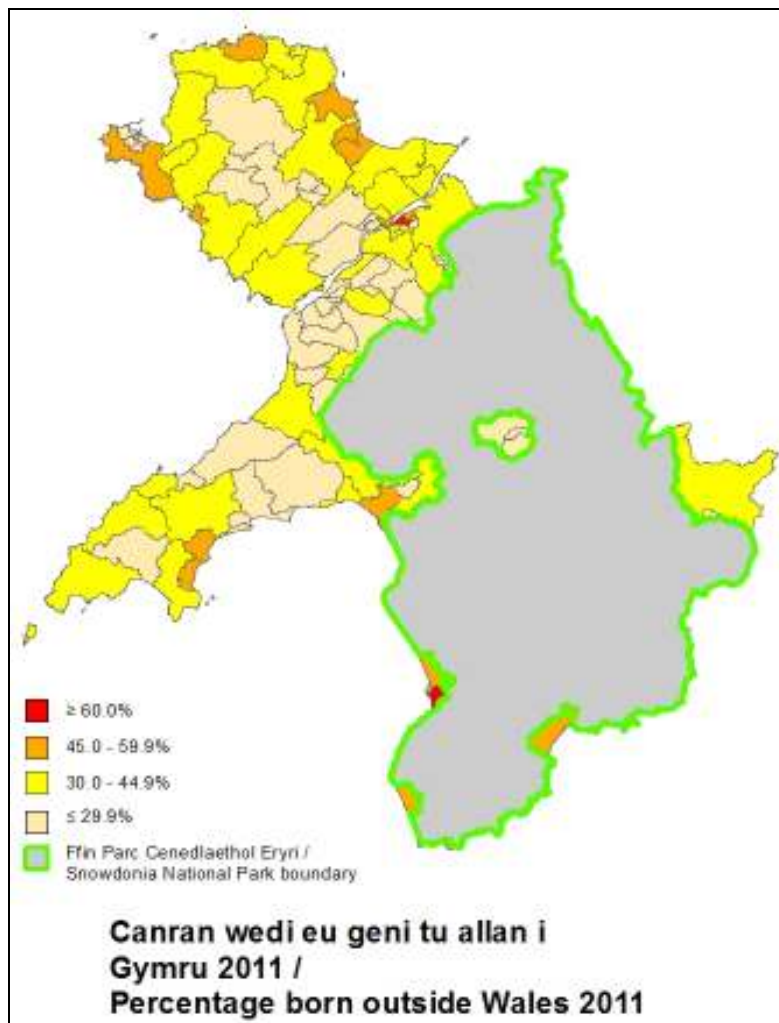 ≥ 60.0%
45.0 - 59.9%
30.0 - 44.9%
≤ 29.9%
Ffin Parc Cenedlaethol Eryri /
Snowdonia National Park boundary
Canran wedi eu geni tu allan i
Gymru 2011 /
Percentage born outside Wales 2011